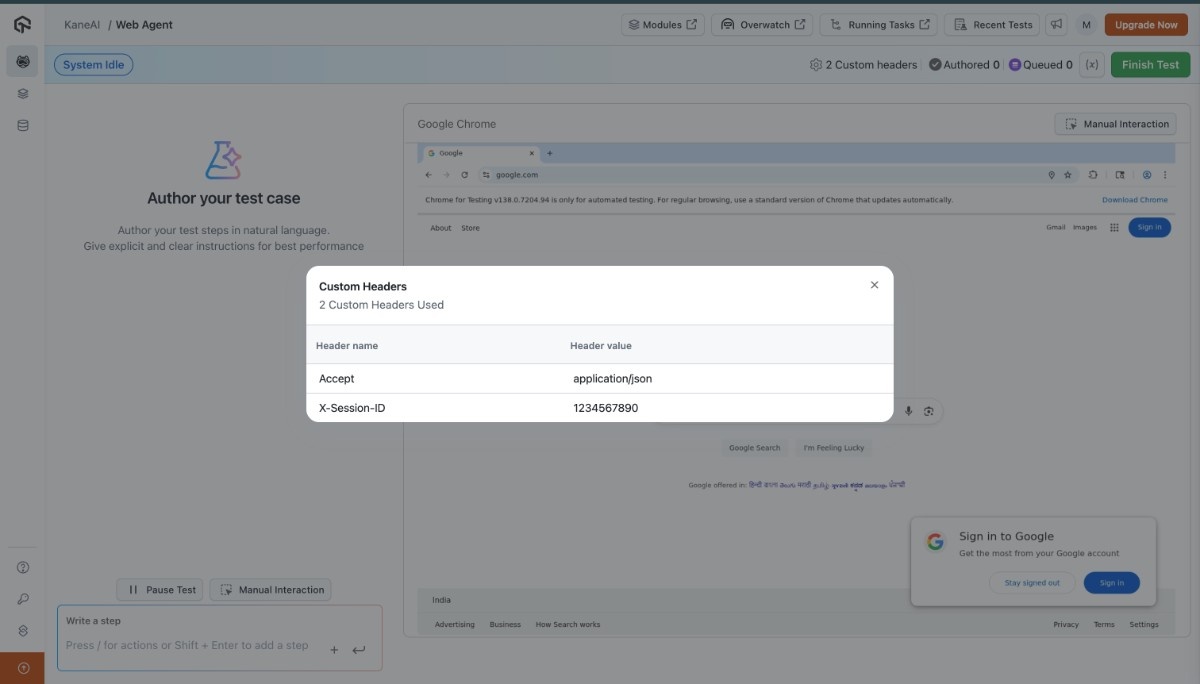 KaneAI / Web Agent
Modules
Overwatch
Running Tasks
Recent Tests
M
Upgrade Now
System Idle
2 Custom headers
Authored 0
Queued 0
{x}
Finish Test
Author your test case
Author your test steps in natural language.
Give explicit and clear instructions for best performance
Google Chrome
Manual Interaction
Google
google.com
Chrome for Testing v138.0.7204.94 is only for automated testing. For regular browsing, use a standard version of Chrome that updates automatically.
Download Chrome
About Store
Gmail Images
Sign in
Custom Headers
2 Custom Headers Used
Header name Header value
Accept application/json
X-Session-ID 1234567890
Google Search I'm Feeling Lucky
Google offered in: हिन्दी বাংলা తెలుగు मराठी தமிழ்
Sign in to Google
Get the most from your Google account
Stay signed out Sign in
India
Advertising Business How Search works
Privacy Terms Settings
Pause Test
Manual Interaction
Write a step
Press / for actions or Shift + Enter to add a step